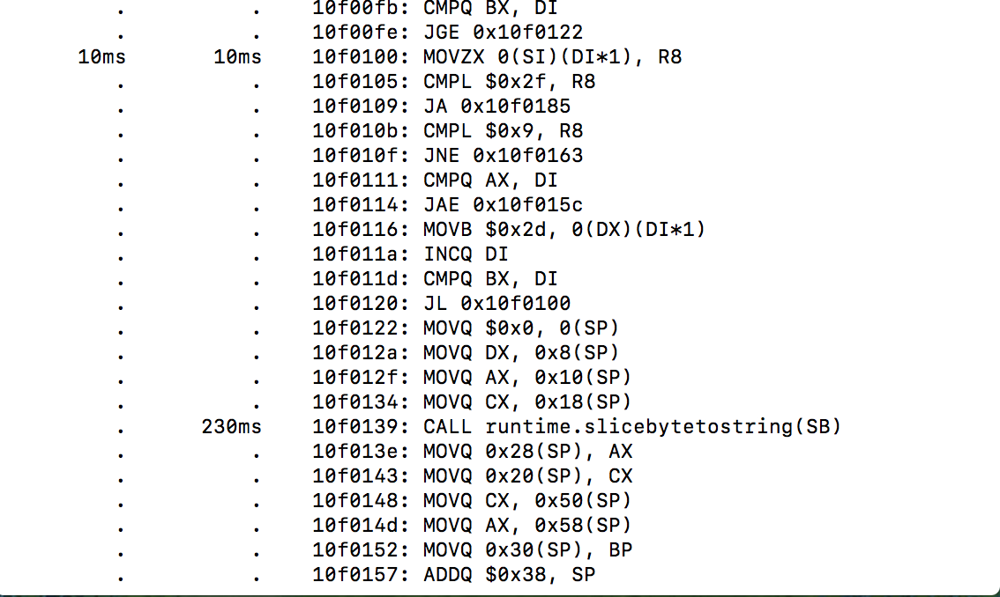 . . 10f00fb: CMPQ BX, DI
. . 10f00fe: JGE 0x10f0122
10ms 10ms 10f0100: MOVZX 0(SI)(DI*1), R8
. . 10f0105: CMPL $0x2f, R8
. . 10f0109: JA 0x10f0185
. . 10f010b: CMPL $0x9, R8
. . 10f010f: JNE 0x10f0163
. . 10f0111: CMPQ AX, DI
. . 10f0114: JAE 0x10f015c
. . 10f0116: MOVB $0x2d, 0(DX)(DI*1)
. . 10f011a: INCQ DI
. . 10f011d: CMPQ BX, DI
. . 10f0120: JL 0x10f0100
. . 10f0122: MOVQ $0x0, 0(SP)
. . 10f012a: MOVQ DX, 0x8(SP)
. . 10f012f: MOVQ AX, 0x10(SP)
. . 10f0134: MOVQ CX, 0x18(SP)
. 230ms 10f0139: CALL runtime.slicebytetostring(SB)
. . 10f013e: MOVQ 0x28(SP), AX
. . 10f0143: MOVQ 0x20(SP), CX
. . 10f0148: MOVQ CX, 0x50(SP)
. . 10f014d: MOVQ AX, 0x58(SP)
. . 10f0152: MOVQ 0x30(SP), BP
. . 10f0157: ADDQ $0x38, SP